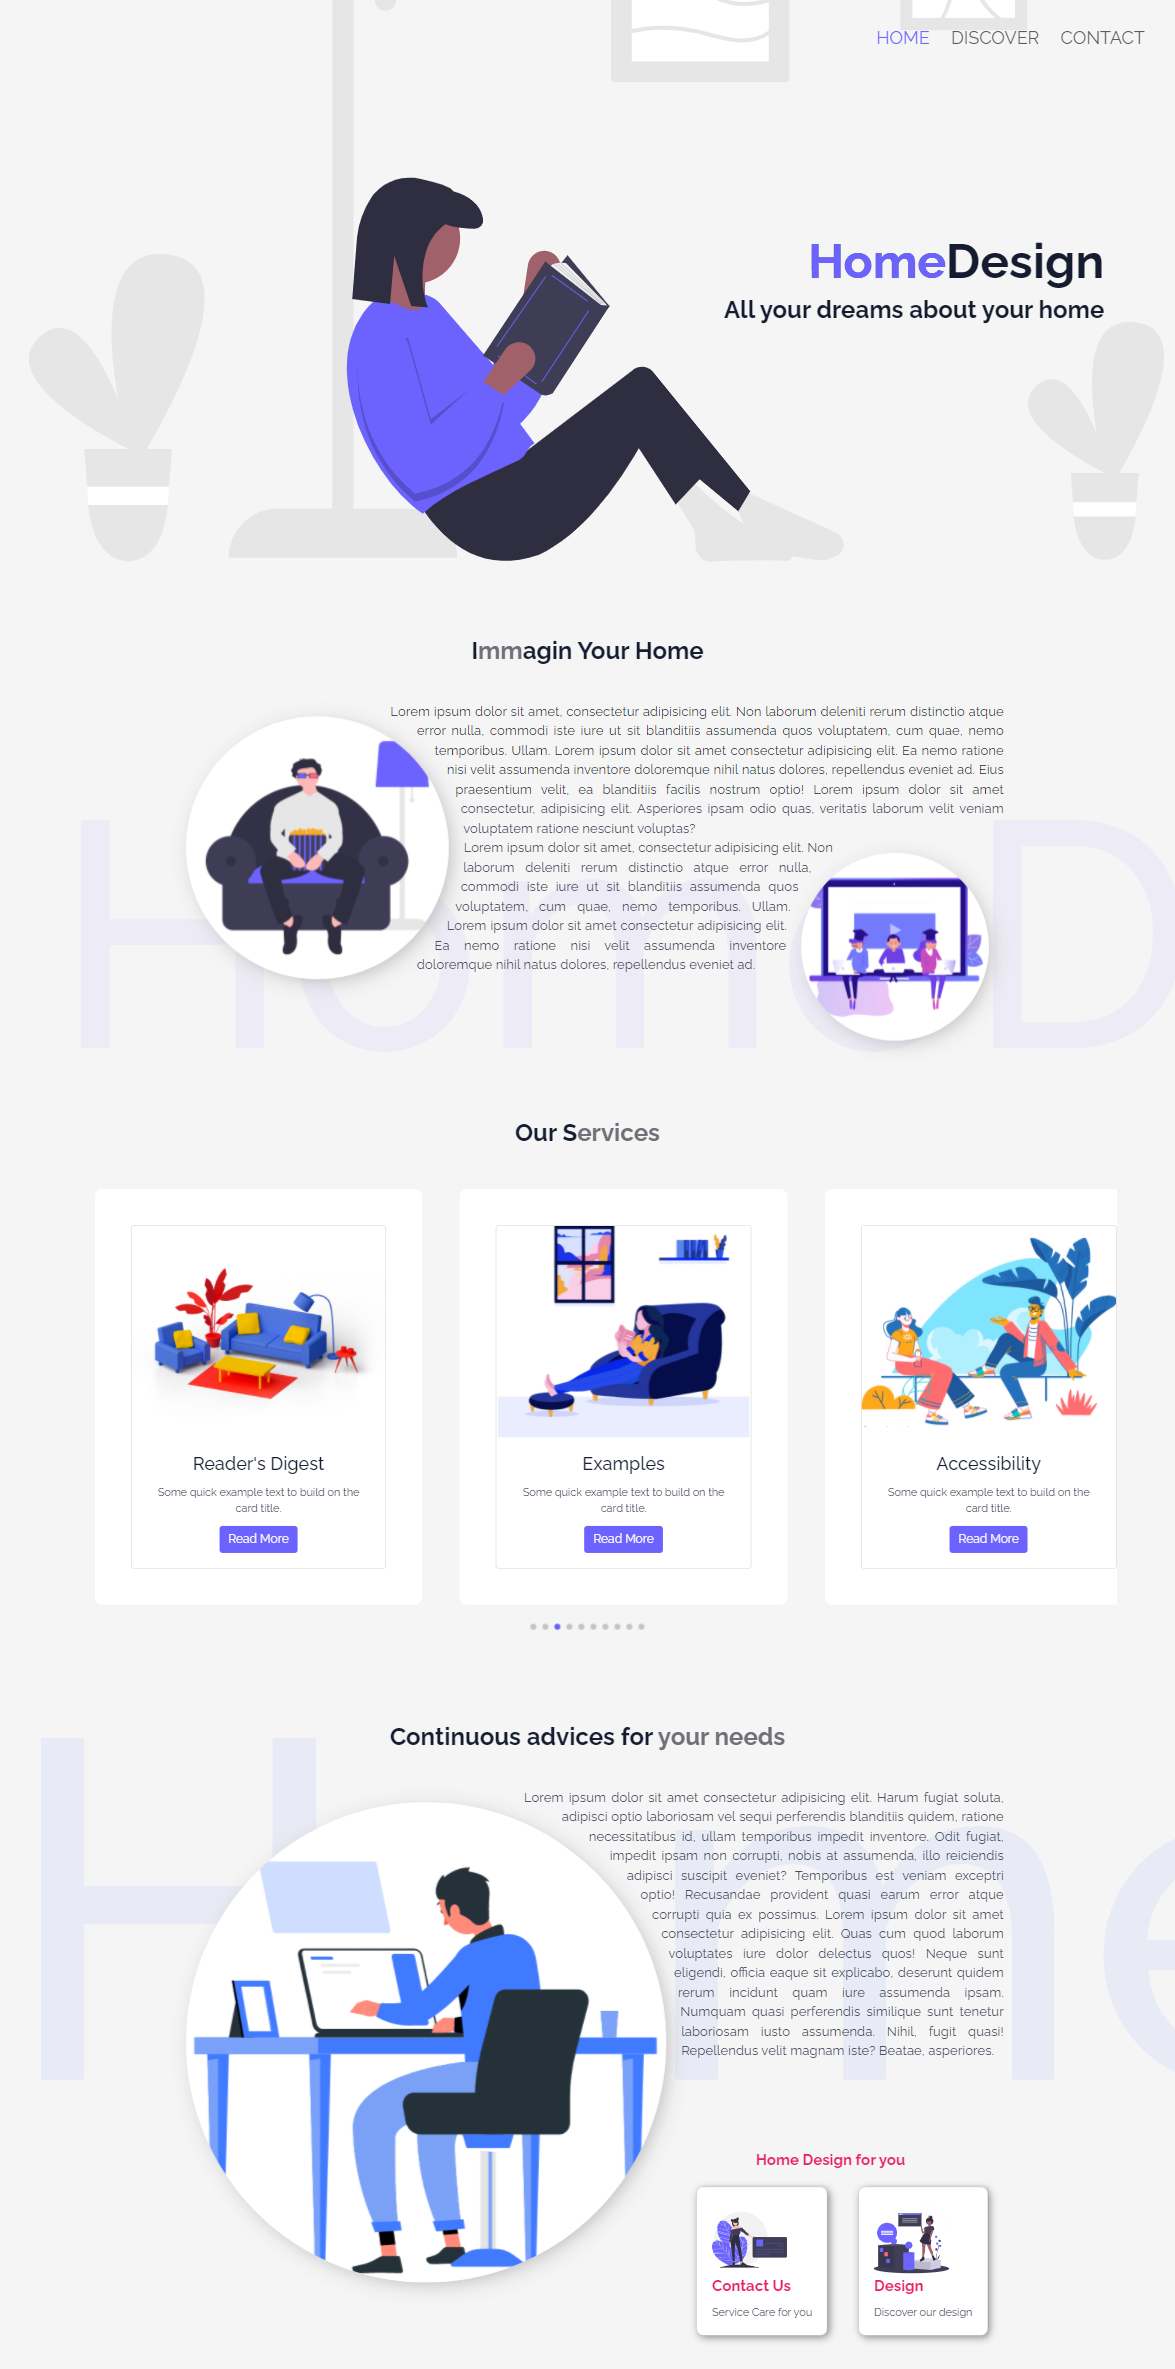 HOME DISCOVER CONTACT
HomeDesign
All your dreams about your home
Immagin Your Home
Lorem ipsum dolor sit amet, consectetur adipisicing elit. Non laborum deleniti rerum distinctio atque
error nulla, commodi iste iure ut sit blanditiis assumenda quos voluptatem, cum quae, nemo
temporibus. Ullam. Lorem ipsum dolor sit amet consectetur adipisicing elit. Ea nemo ratione
nisi velit assumenda inventore doloremque nihil natus dolores, repellendus eveniet ad. Eius
praesentium velit, ea blanditiis facilis nostrum optio! Lorem ipsum dolor sit amet
consectetur, adipisicing elit. Asperiores ipsam odio quas, veritatis laborum velit veniam
voluptatem ratione nesciunt voluptas?
Lorem ipsum dolor sit amet, consectetur adipisicing elit. Non
laborum deleniti rerum distinctio atque error nulla,
commodi iste iure ut sit blanditiis assumenda quos
voluptatem, cum quae, nemo temporibus. Ullam.
Lorem ipsum dolor sit amet consectetur adipisicing elit.
Ea nemo ratione nisi velit assumenda inventore
doloremque nihil natus dolores, repellendus eveniet ad.
Home D
Our Services
Reader's Digest
Some quick example text to build on the
card title.
Read More
Examples
Some quick example text to build on the
card title.
Read More
Accessibility
Some quick example text to build on the
card title.
Read More
Continuous advices for your needs
Lorem ipsum dolor sit amet consectetur adipisicing elit. Harum fugiat soluta,
adipisci optio laboriosam vel sequi perferendis blanditiis quidem, ratione
necessitatibus id, ullam temporibus impedit inventore. Odit fugiat,
impedit ipsam non corrupti, nobis at assumenda, illo reiciendis
adipisci suscipit eveniet? Temporibus est veniam excepturi
optio! Recusandae provident quasi earum error atque
corrupti quia ex possimus. Lorem ipsum dolor sit amet
consectetur adipisicing elit. Quas cum quod laborum
voluptates iure dolor delectus quos! Neque sunt
eligendi, officia eaque sit explicabo, deserunt quidem
rerum incidunt quam iure assumenda ipsam.
Numquam quasi perferendis similique sunt tenetur
laboriosam iusto assumenda. Nihil, fugit quasi!
Repellendus velit magnam iste? Beatae, asperiores.
Home
Home Design for you
Contact Us
Service Care for you
Design
Discover our design